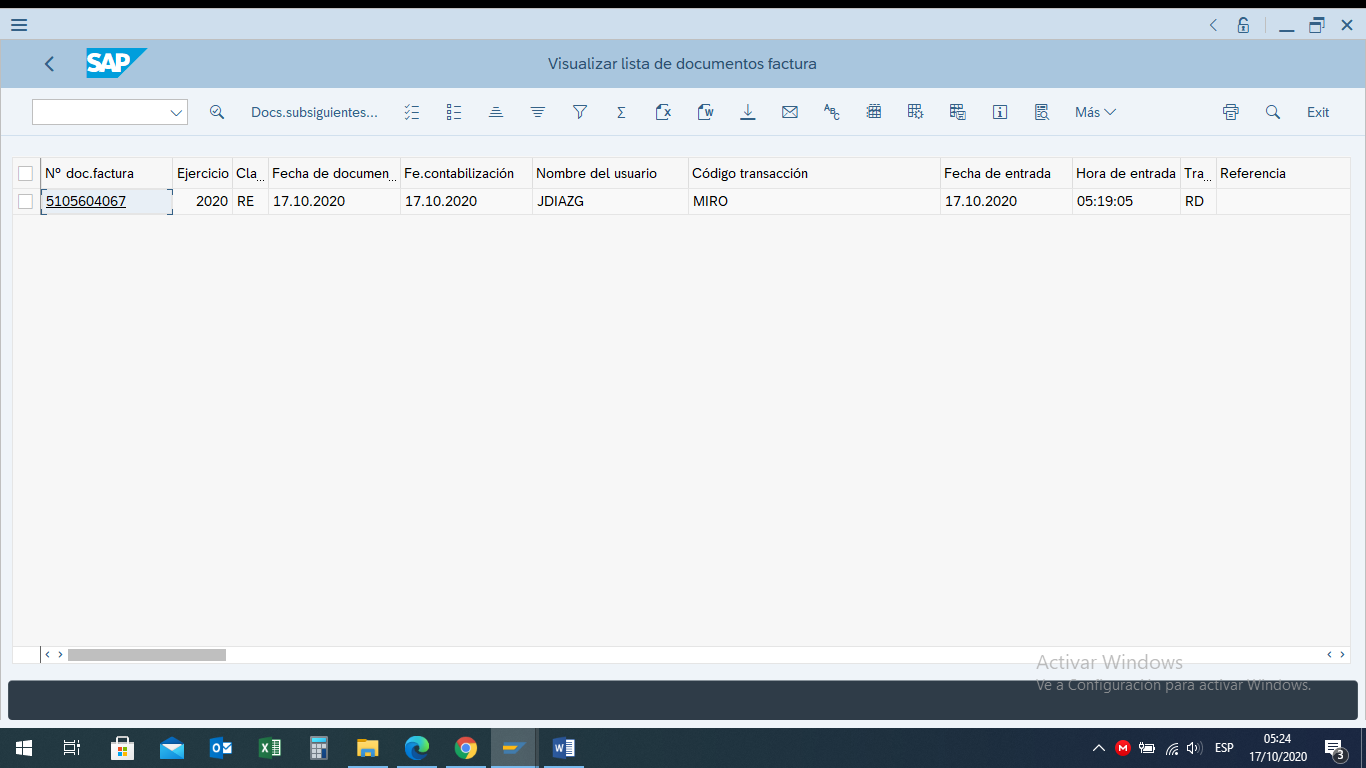 SAP
Visualizar lista de documentos factura
Docs.subsiguientes... Más Exit
Nº doc.factura Ejercicio Cla... Fecha de documen... Fe.contabilización Nombre del usuario Código transacción Fecha de entrada Hora de entrada Tra... Referencia
5105604067 2020 RE 17.10.2020 17.10.2020 JDIAZG MIRO 17.10.2020 05:19:05 RD
Activar Windows
Ve a Configuración para activar Windows.
ESP 05:24
17/10/2020 3